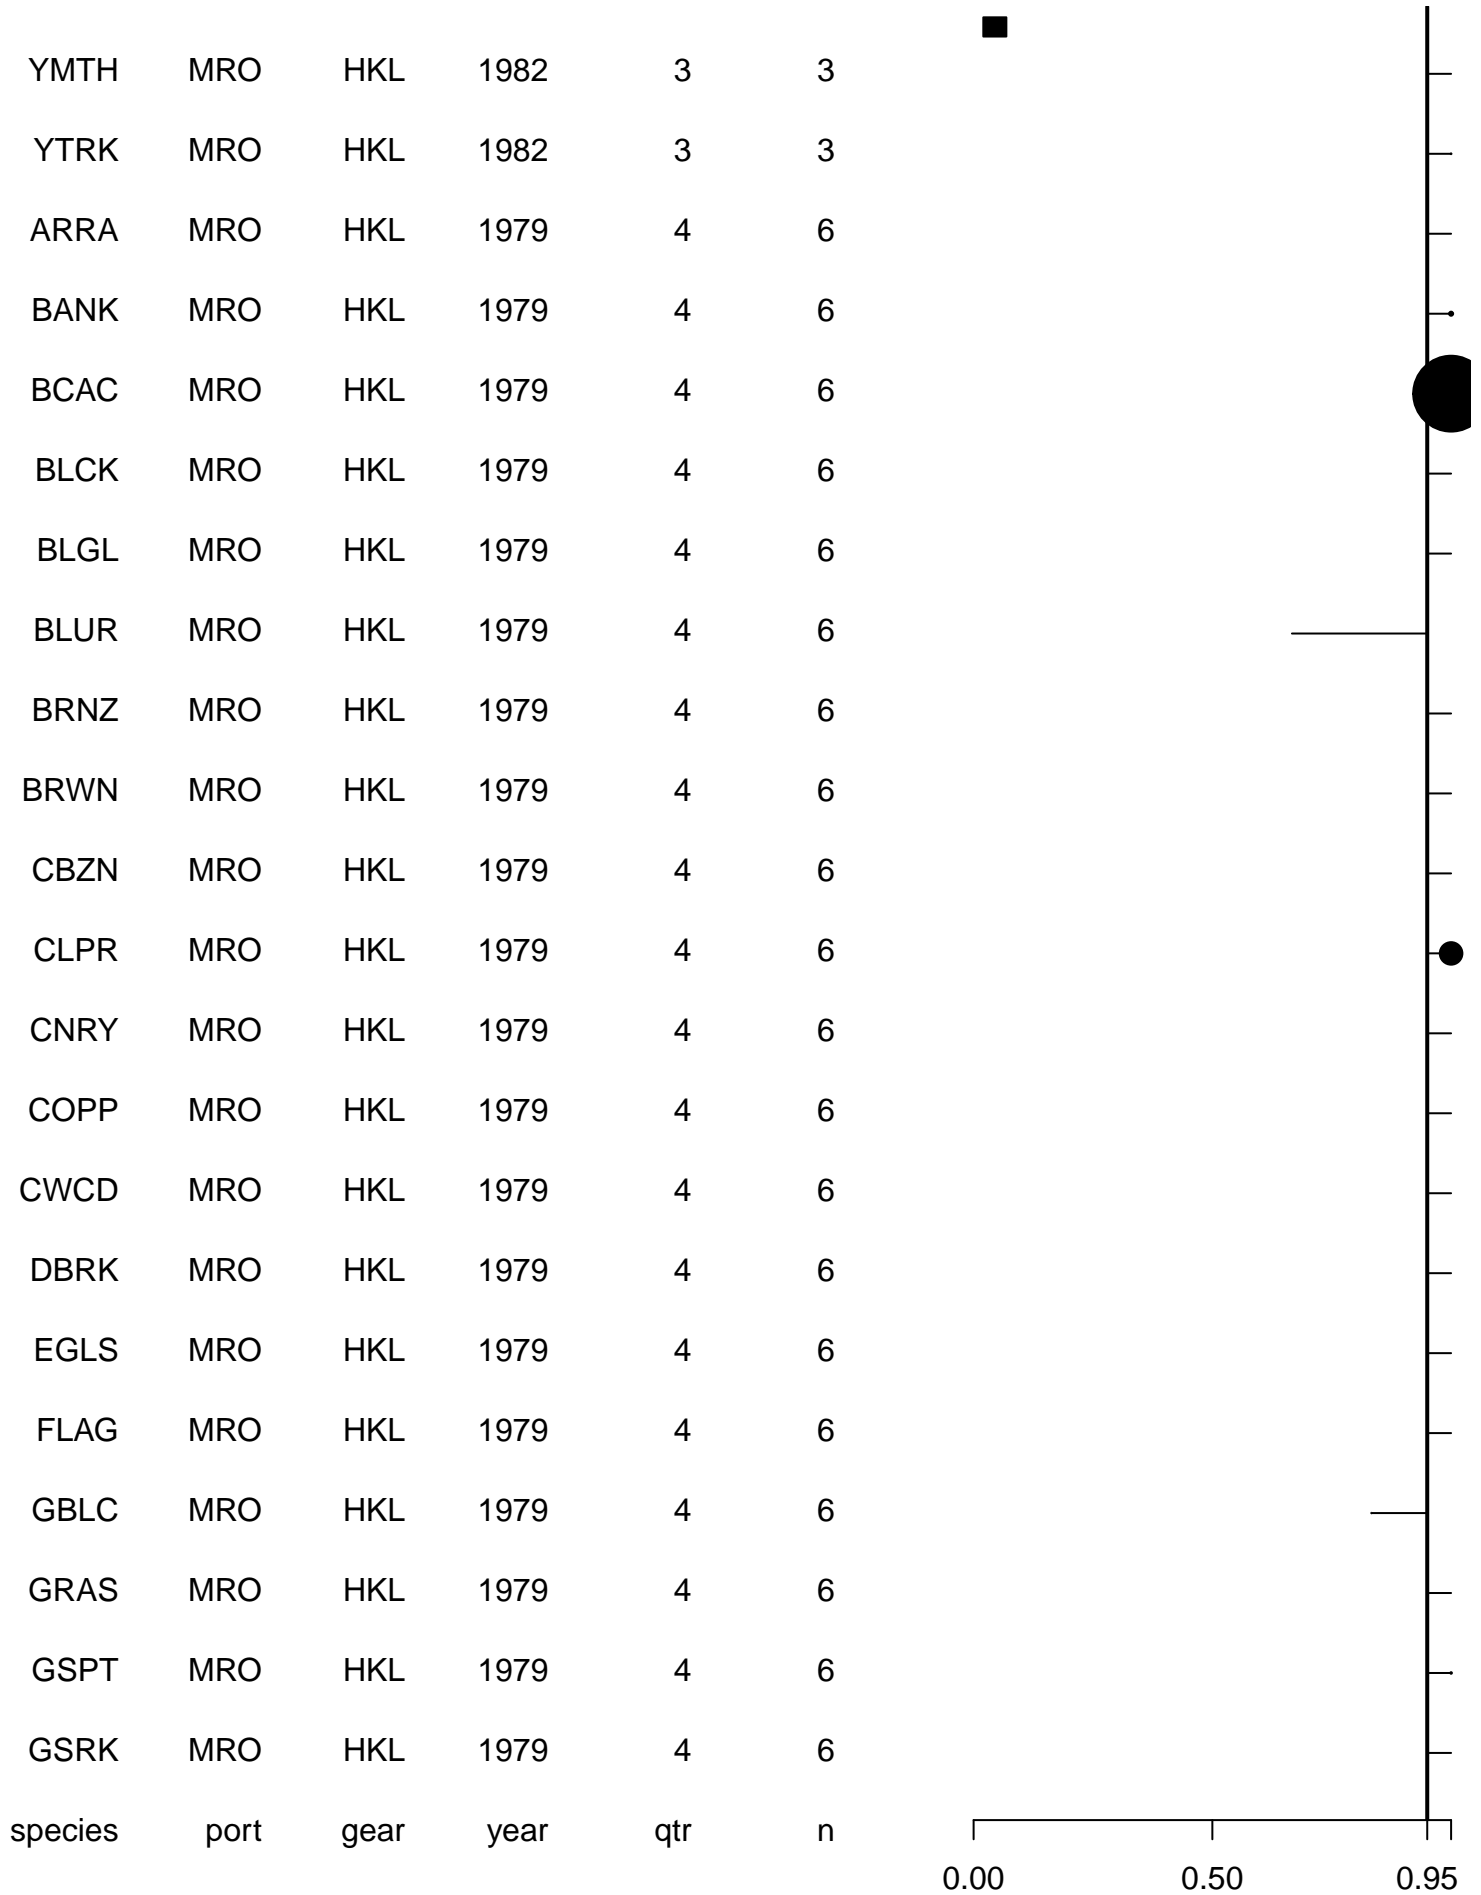 YMTH MRO HKL 1982 3 3
YTRK MRO HKL 1982 3 3
ARRA MRO HKL 1979 4 6
BANK MRO HKL 1979 4 6
BCAC MRO HKL 1979 4 6
BLCK MRO HKL 1979 4 6
BLGL MRO HKL 1979 4 6
BLUR MRO HKL 1979 4 6
BRNZ MRO HKL 1979 4 6
BRWN MRO HKL 1979 4 6
CBZN MRO HKL 1979 4 6
CLPR MRO HKL 1979 4 6
CNRY MRO HKL 1979 4 6
COPP MRO HKL 1979 4 6
CWCD MRO HKL 1979 4 6
DBRK MRO HKL 1979 4 6
EGLS MRO HKL 1979 4 6
FLAG MRO HKL 1979 4 6
GBLC MRO HKL 1979 4 6
GRAS MRO HKL 1979 4 6
GSPT MRO HKL 1979 4 6
GSRK MRO HKL 1979 4 6
species port gear year qtr n
0.00 0.50 0.95